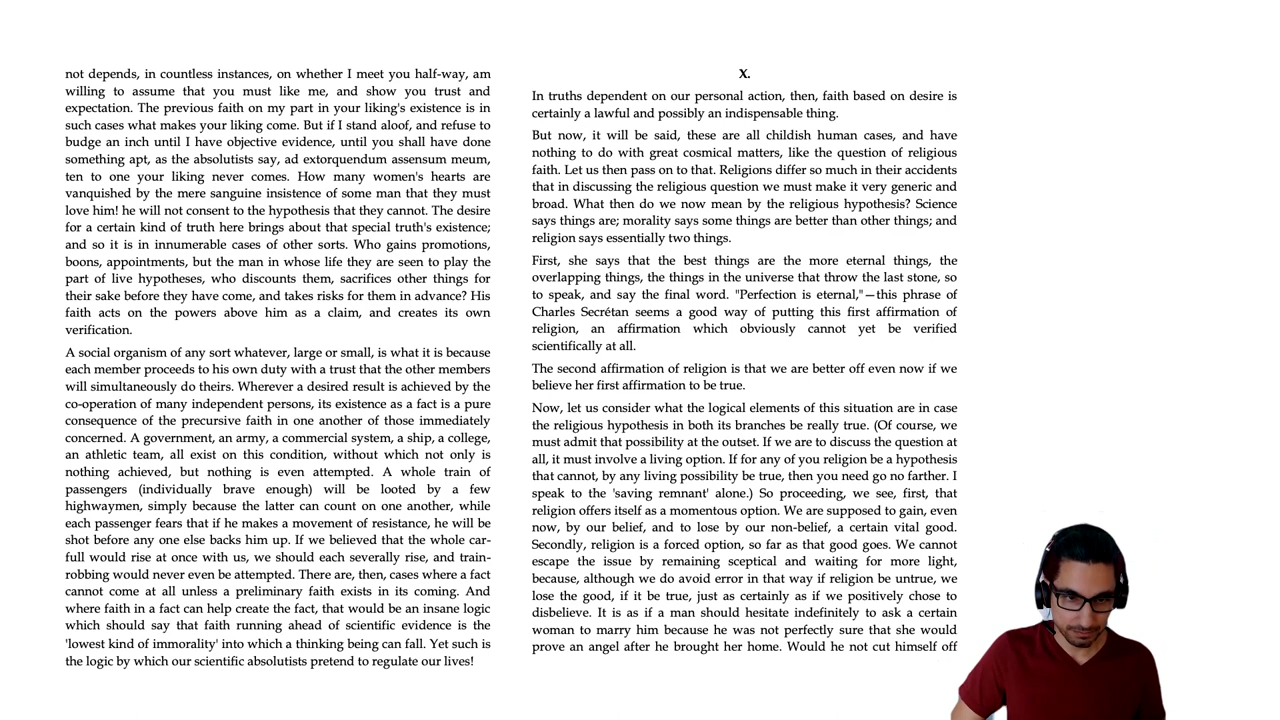 not depends, in countless instances, on whether I meet you half-way, am
willing to assume that you must like me, and show you trust and
expectation. The previous faith on my part in your liking's existence is in
such cases what makes your liking come. But if I stand aloof, and refuse to
budge an inch until I have objective evidence, until you shall have done
something apt, as the absolutists say, ad extorquendum assensum meum,
ten to one your liking never comes. How many women's hearts are
vanquished by the mere sanguine insistence of some man that they must
love him! he will not consent to the hypothesis that they cannot. The desire
for a certain kind of truth here brings about that special truth's existence;
and so it is in innumerable cases of other sorts. Who gains promotions,
boons, appointments, but the man in whose life they are seen to play the
part of live hypotheses, who discounts them, sacrifices other things for
their sake before they have come, and takes risks for them in advance? His
faith acts on the powers above him as a claim, and creates its own
verification.
A social organism of any sort whatever, large or small, is what it is because
each member proceeds to his own duty with a trust that the other members
will simultaneously do theirs. Wherever a desired result is achieved by the
co-operation of many independent persons, its existence as a fact is a pure
consequence of the precursive faith in one another of those immediately
concerned. A government, an army, a commercial system, a ship, a college,
an athletic team, all exist on this condition, without which not only is
nothing achieved, but nothing is even attempted. A whole train of
passengers (individually brave enough) will be looted by a few
highwaymen, simply because the latter can count on one another, while
each passenger fears that if he makes a movement of resistance, he will be
shot before any one else backs him up. If we believed that the whole car-
full would rise at once with us, we should each severally rise, and train-
robbing would never even be attempted. There are, then, cases where a fact
cannot come at all unless a preliminary faith exists in its coming. And
where faith in a fact can help create the fact, that would be an insane logic
which should say that faith running ahead of scientific evidence is the
'lowest kind of immorality' into which a thinking being can fall. Yet such is
the logic by which our scientific absolutists pretend to regulate our lives!
X.
In truths dependent on our personal action, then, faith based on desire is
certainly a lawful and possibly an indispensable thing.
But now, it will be said, these are all childish human cases, and have
nothing to do with great cosmical matters, like the question of religious
faith. Let us then pass on to that. Religions differ so much in their accidents
that in discussing the religious question we must make it very generic and
broad. What then do we now mean by the religious hypothesis? Science
says things are; morality says some things are better than other things; and
religion says essentially two things.
First, she says that the best things are the more eternal things, the
overlapping things, the things in the universe that throw the last stone, so
to speak, and say the final word. "Perfection is eternal,"—this phrase of
Charles Secrétan seems a good way of putting this first affirmation of
religion, an affirmation which obviously cannot yet be verified
scientifically at all.
The second affirmation of religion is that we are better off even now if we
believe her first affirmation to be true.
Now, let us consider what the logical elements of this situation are in case
the religious hypothesis in both its branches be really true. (Of course, we
must admit that possibility at the outset. If we are to discuss the question at
all, it must involve a living option. If for any of you religion be a hypothesis
that cannot, by any living possibility be true, then you need go no farther. I
speak to the 'saving remnant' alone.) So proceeding, we see, first, that
religion offers itself as a momentous option. We are supposed to gain, even
now, by our belief, and to lose by our non-belief, a certain vital good.
Secondly, religion is a forced option, so far as that good goes. We cannot
escape the issue by remaining sceptical and waiting for more light,
because, although we do avoid error in that way if religion be untrue, we
lose the good, if it be true, just as certainly as if we positively chose to
disbelieve. It is as if a man should hesitate indefinitely to ask a certain
woman to marry him because he was not perfectly sure that she would
prove an angel after he brought her home. Would he not cut himself off